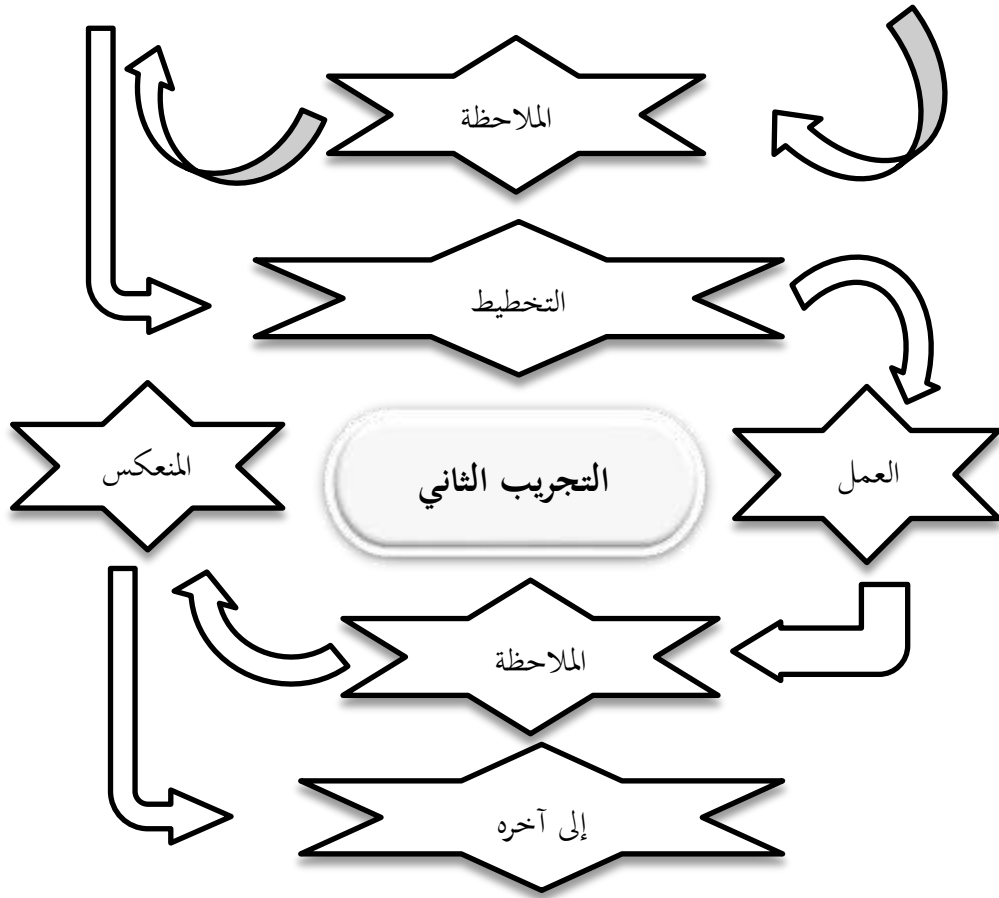 الملاحظة
التخطيط
العمل
التجريب الثاني
المنعكس
الملاحظة
إلى آخره